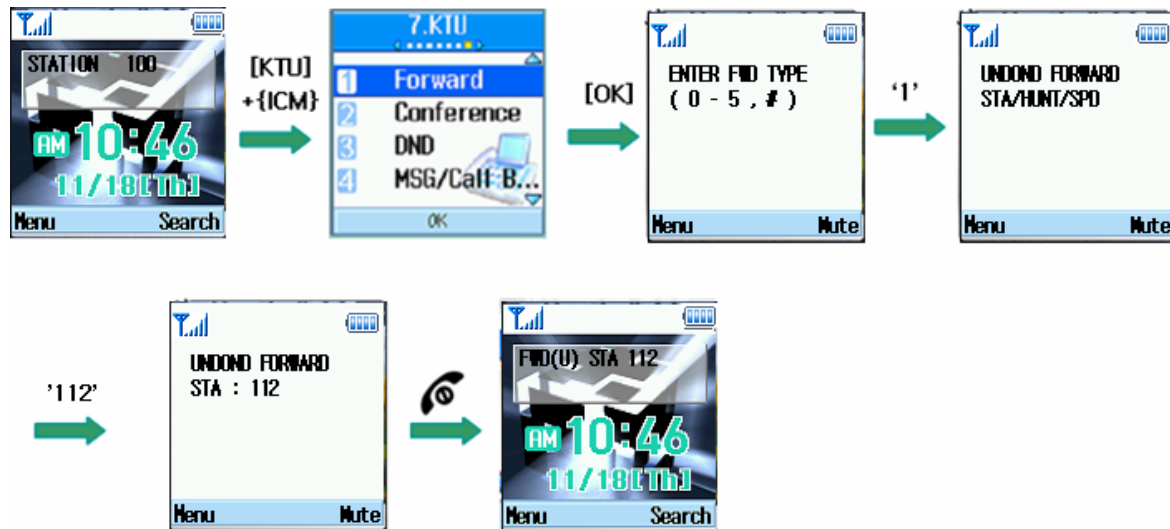 STATION 100
AM 10:46
11/18[Th]
Menu Search
[KTU]
+{ICM}
7.KTU
1 Forward
2 Conference
3 DND
4 MSG/Call B...
OK
[OK]
ENTER FWD TYPE
( 0 - 5 , # )
Menu Mute
‘1’
UNDOND FORWARD
STA/HUNT/SPD
Menu Mute
’112’
UNDOND FORWARD
STA : 112
Menu Mute
FWD(U) STA 112
AM 10:46
11/18[Th]
Menu Search